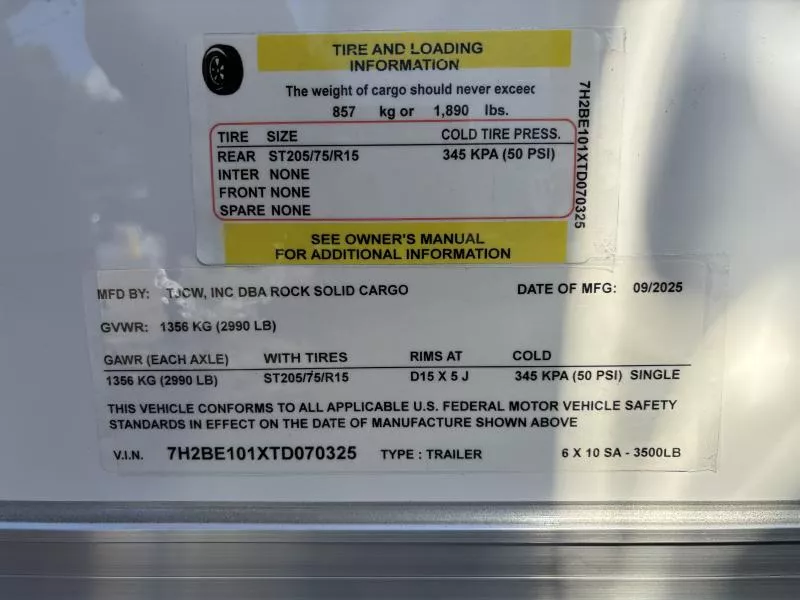 TIRE AND LOADING
INFORMATION
The weight of cargo should never exceed
857 kg or 1,890 lbs.
TIRE SIZE COLD TIRE PRESS.
REAR ST205/75/R15 345 KPA (50 PSI)
INTER NONE
FRONT NONE
SPARE NONE
SEE OWNER'S MANUAL
FOR ADDITIONAL INFORMATION
7H2BE101XTD070325
MFD BY: TJCW, INC DBA ROCK SOLID CARGO DATE OF MFG: 09/2025
GVWR: 1356 KG (2990 LB)
GAWR (EACH AXLE) WITH TIRES RIMS AT COLD
1356 KG (2990 LB) ST205/75/R15 D15 X 5 J 345 KPA (50 PSI) SINGLE
THIS VEHICLE CONFORMS TO ALL APPLICABLE U.S. FEDERAL MOTOR VEHICLE SAFETY
STANDARDS IN EFFECT ON THE DATE OF MANUFACTURE SHOWN ABOVE
V.I.N. 7H2BE101XTD070325 TYPE : TRAILER 6 X 10 SA - 3500LB